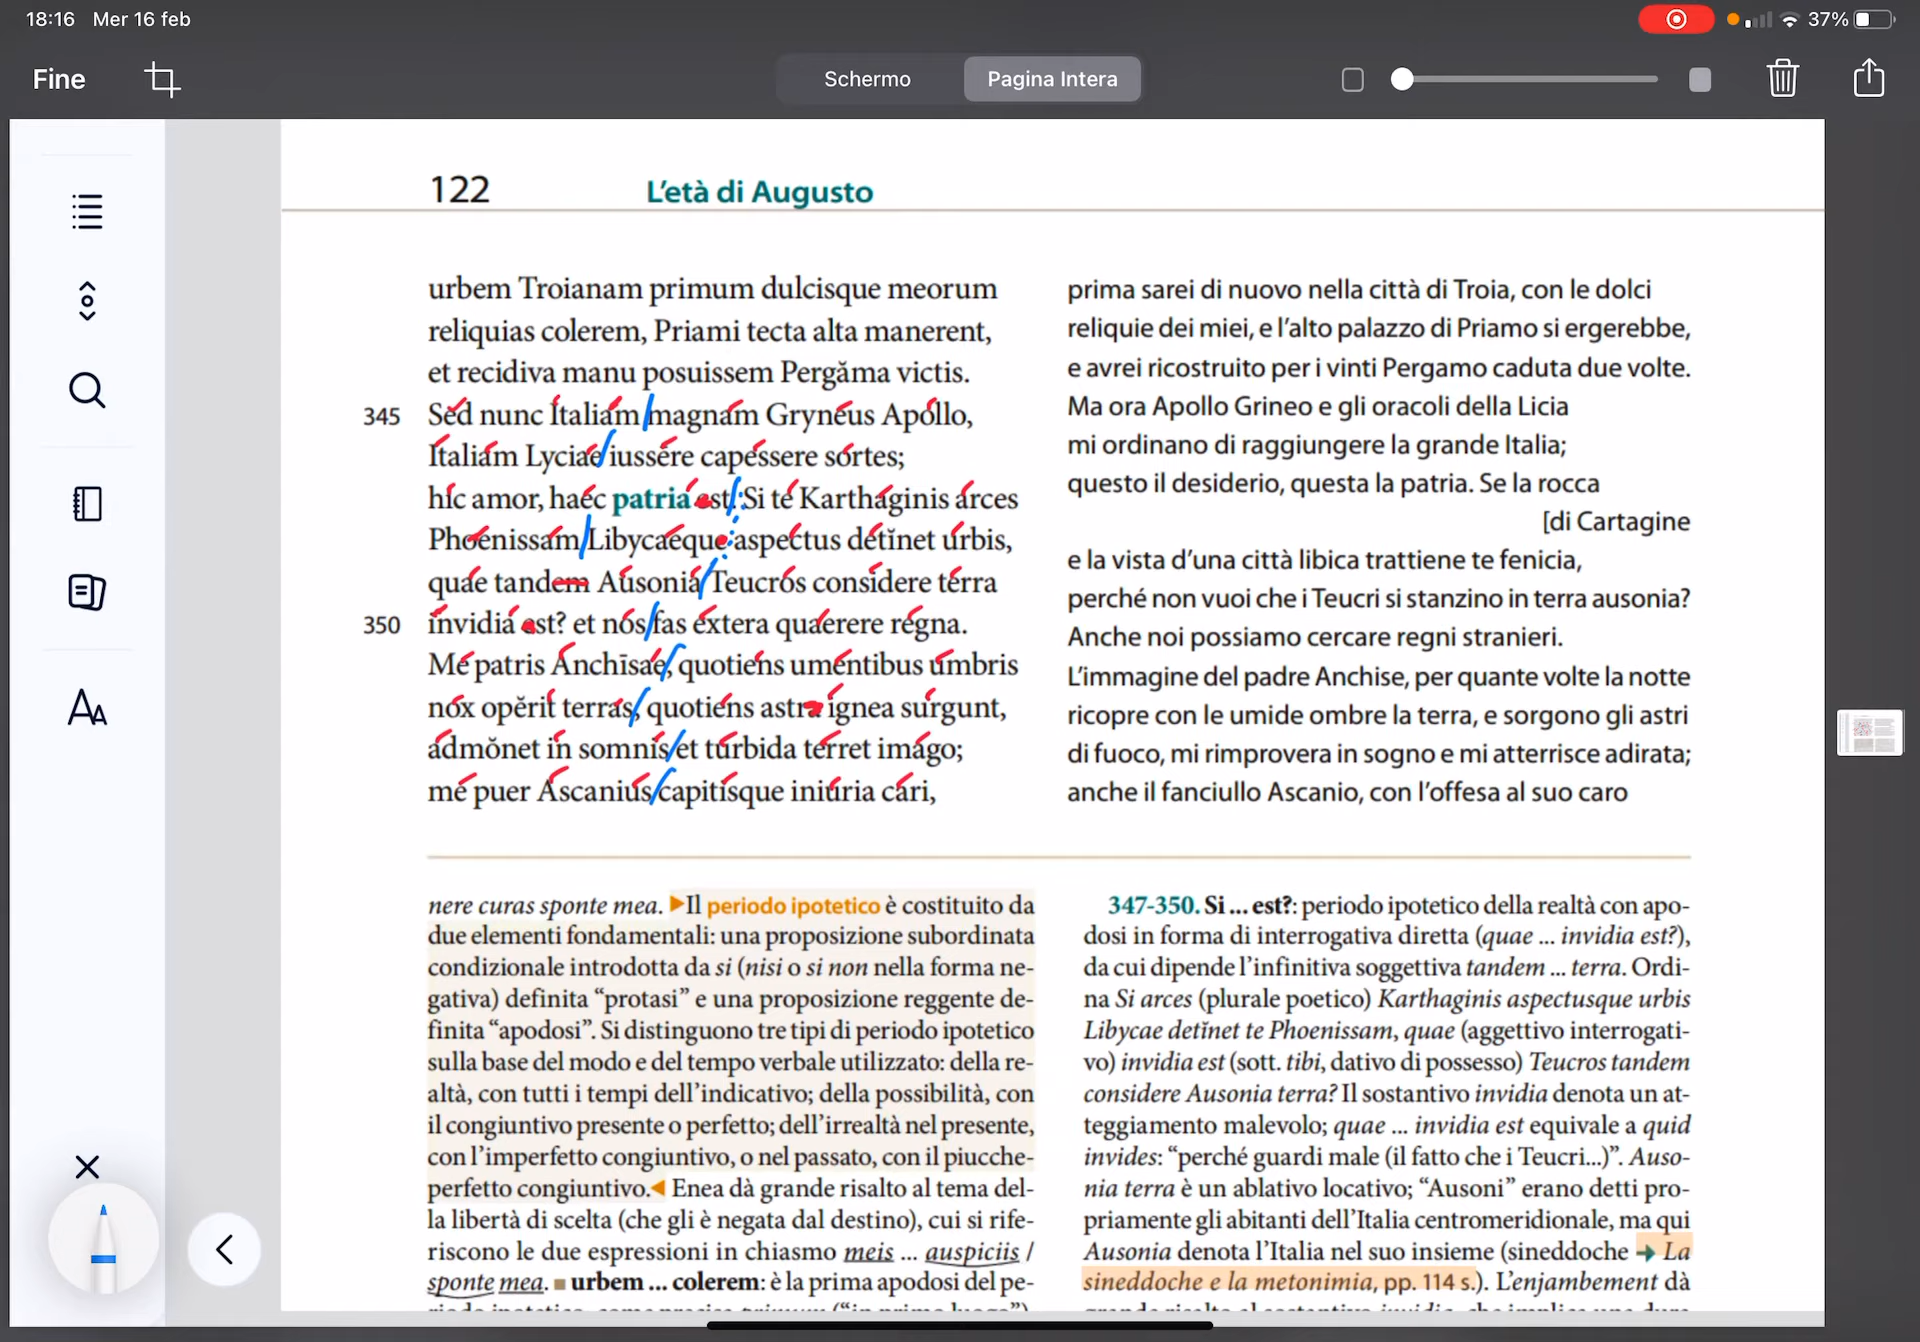 18:16 Mer 16 feb
37%
Fine
Schermo
Pagina Intera
122
L'età di Augusto
urbem Troianam primum dulcisque meorum
reliquias colerem, Priami tecta alta manerent,
et recidiva manu posuissem Pergăma victis.
345 Sed nunc Italiam magnam Gryneus Apollo,
Italiam Lyciae iussere capessere sortes;
hic amor, haec patria est. Si te Karthaginis arces
Phoenissam Libycaeque aspectus detĭnet urbis,
quae tandem Ausonia Teucros considere terra
350 invidia est? et nos fas extera quaerere regna.
Me patris Anchīsae, quotiens umentibus umbris
nox opĕrit terras, quotiens astra ignea surgunt,
admŏnet in somnis et turbida terret imago;
me puer Ascanius capitisque iniuria cari,
prima sarei di nuovo nella città di Troia, con le dolci
reliquie dei miei, e l'alto palazzo di Priamo si ergerebbe,
e avrei ricostruito per i vinti Pergamo caduta due volte.
Ma ora Apollo Grineo e gli oracoli della Licia
mi ordinano di raggiungere la grande Italia;
questo il desiderio, questa la patria. Se la rocca
[di Cartagine
e la vista d'una città libica trattiene te fenicia,
perché non vuoi che i Teucri si stanzino in terra ausonia?
Anche noi possiamo cercare regni stranieri.
L'immagine del padre Anchise, per quante volte la notte
ricopre con le umide ombre la terra, e sorgono gli astri
di fuoco, mi rimprovera in sogno e mi atterrisce adirata;
anche il fanciullo Ascanio, con l'offesa al suo caro
nere curas sponte mea. ▶Il periodo ipotetico è costituito da
due elementi fondamentali: una proposizione subordinata
condizionale introdotta da si (nisi o si non nella forma ne-
gativa) definita “protasi” e una proposizione reggente de-
finita “apodosi”. Si distinguono tre tipi di periodo ipotetico
sulla base del modo e del tempo verbale utilizzato: della re-
altà, con tutti i tempi dell'indicativo; della possibilità, con
il congiuntivo presente o perfetto; dell'irrealtà nel presente,
con l'imperfetto congiuntivo, o nel passato, con il piucche-
perfetto congiuntivo.◀ Enea dà grande risalto al tema del-
la libertà di scelta (che gli è negata dal destino), cui si rife-
riscono le due espressioni in chiasmo meis ... auspiciis /
sponte mea. ■ urbem ... colerem: è la prima apodosi del pe-
347-350. Si ... est?: periodo ipotetico della realtà con apo-
dosi in forma di interrogativa diretta (quae ... invidia est?),
da cui dipende l'infinitiva soggettiva tandem ... terra. Ordi-
na Si arces (plurale poetico) Karthaginis aspectusque urbis
Libycae detĭnet te Phoenissam, quae (aggettivo interrogati-
vo) invidia est (sott. tibi, dativo di possesso) Teucros tandem
considere Ausonia terra? Il sostantivo invidia denota un at-
teggiamento malevolo; quae ... invidia est equivale a quid
invides: “perché guardi male (il fatto che i Teucri...)”. Auso-
nia terra è un ablativo locativo; “Ausoni” erano detti pro-
priamente gli abitanti dell'Italia centromeridionale, ma qui
Ausonia denota l'Italia nel suo insieme (sineddoche → La
sineddoche e la metonimia, pp. 114 s.). L'enjambement dà